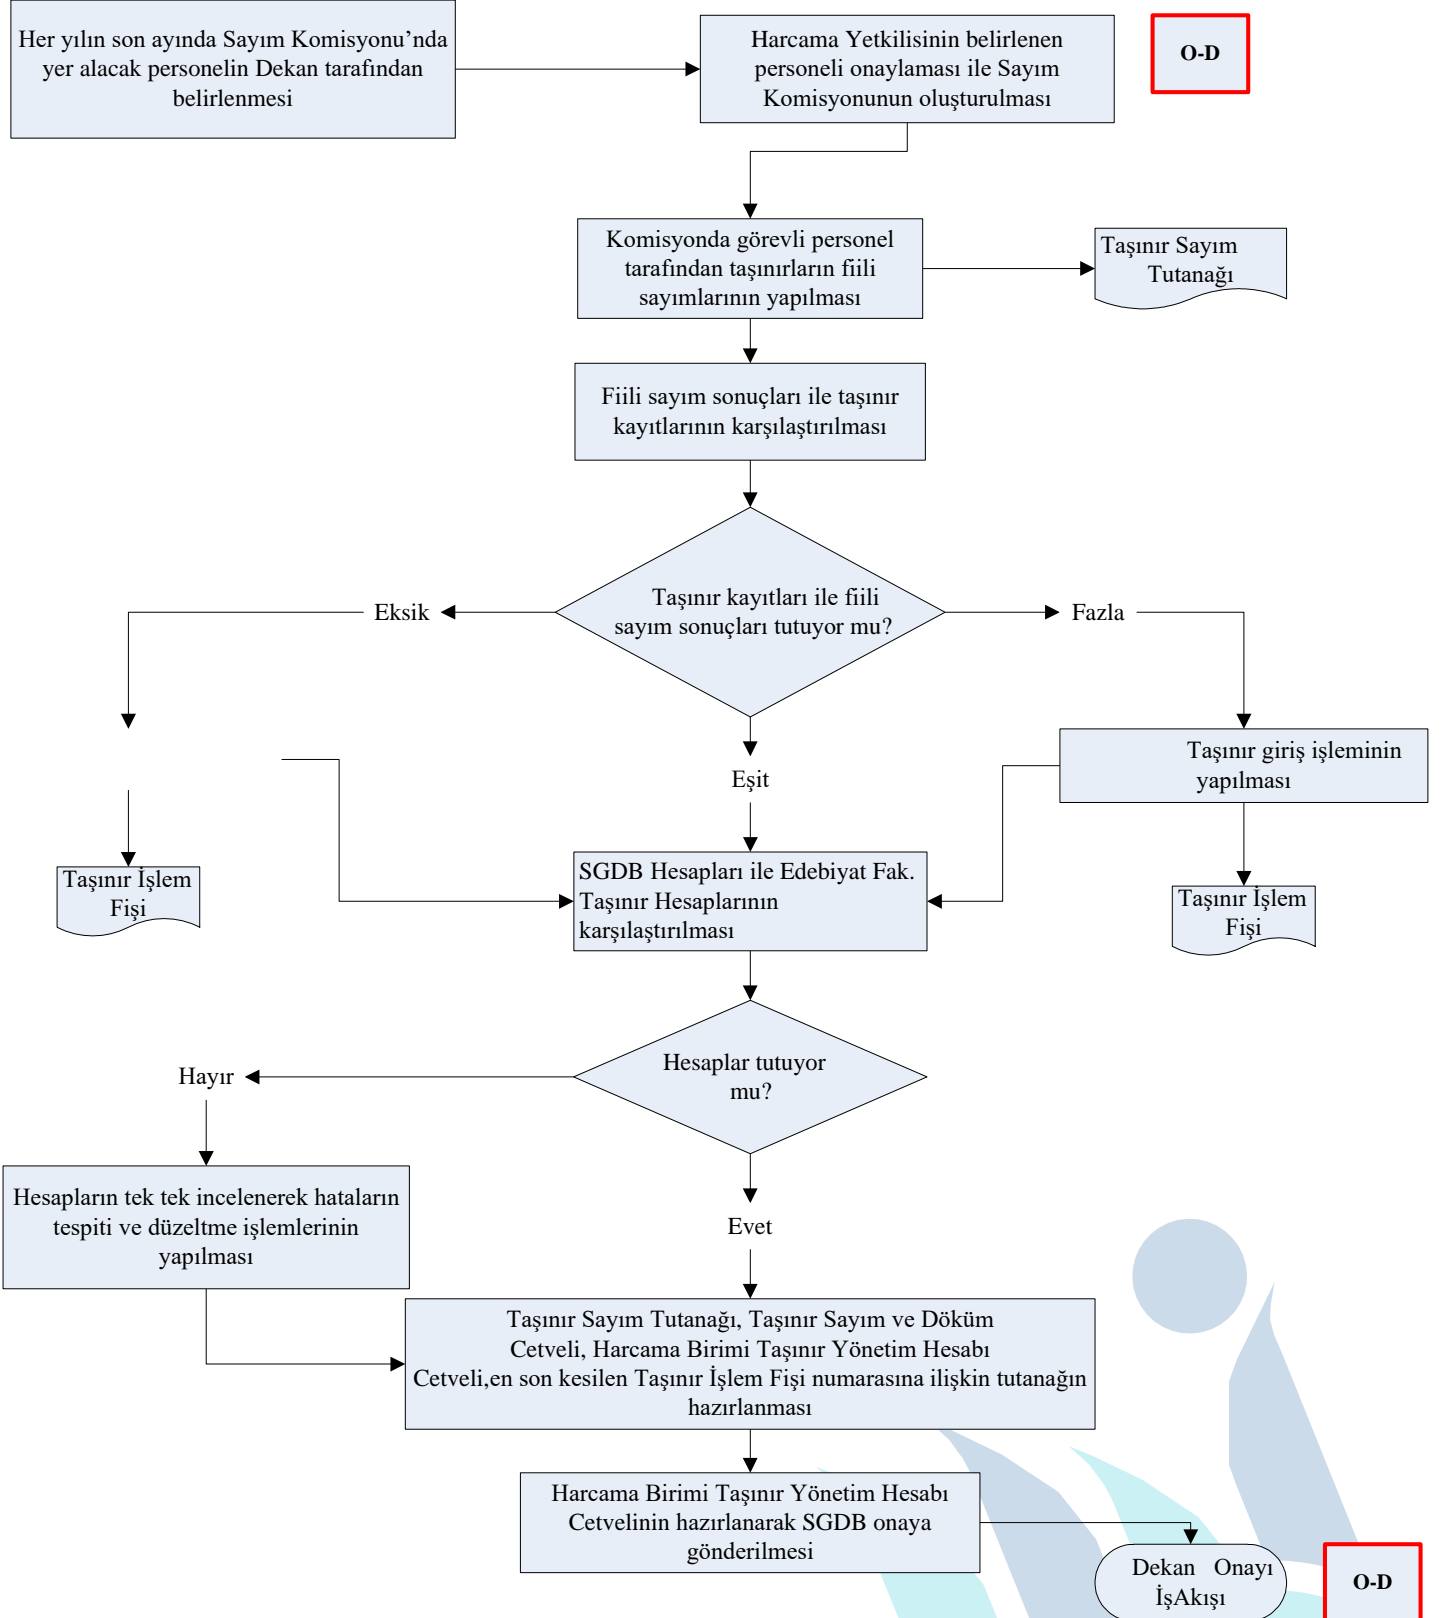 Her yılın son ayında Sayım Komisyonu’nda
yer alacak personelin Dekan tarafından
belirlenmesi
Harcama Yetkilisinin belirlenen
personeli onaylaması ile Sayım
Komisyonunun oluşturulması
O-D
Komisyonda görevli personel
tarafından taşınırların fiili
sayımlarının yapılması
Taşınır Sayım
Tutanağı
Fiili sayım sonuçları ile taşınır
kayıtlarının karşılaştırılması
Taşınır kayıtları ile fiili
sayım sonuçları tutuyor mu?
Eksik
Fazla
Eşit
Taşınır giriş işleminin
yapılması
Taşınır İşlem
Fişi
SGDB Hesapları ile Edebiyat Fak.
Taşınır Hesaplarının
karşılaştırılması
Taşınır İşlem
Fişi
Hesaplar tutuyor
mu?
Hayır
Hesapların tek tek incelenerek hataların
tespiti ve düzeltme işlemlerinin
yapılması
Evet
Taşınır Sayım Tutanağı, Taşınır Sayım ve Döküm
Cetveli, Harcama Birimi Taşınır Yönetim Hesabı
Cetveli,en son kesilen Taşınır İşlem Fişi numarasına ilişkin tutanağın
hazırlanması
Harcama Birimi Taşınır Yönetim Hesabı
Cetvelinin hazırlanarak SGDB onaya
gönderilmesi
Dekan Onayı
İşAkışı
O-D